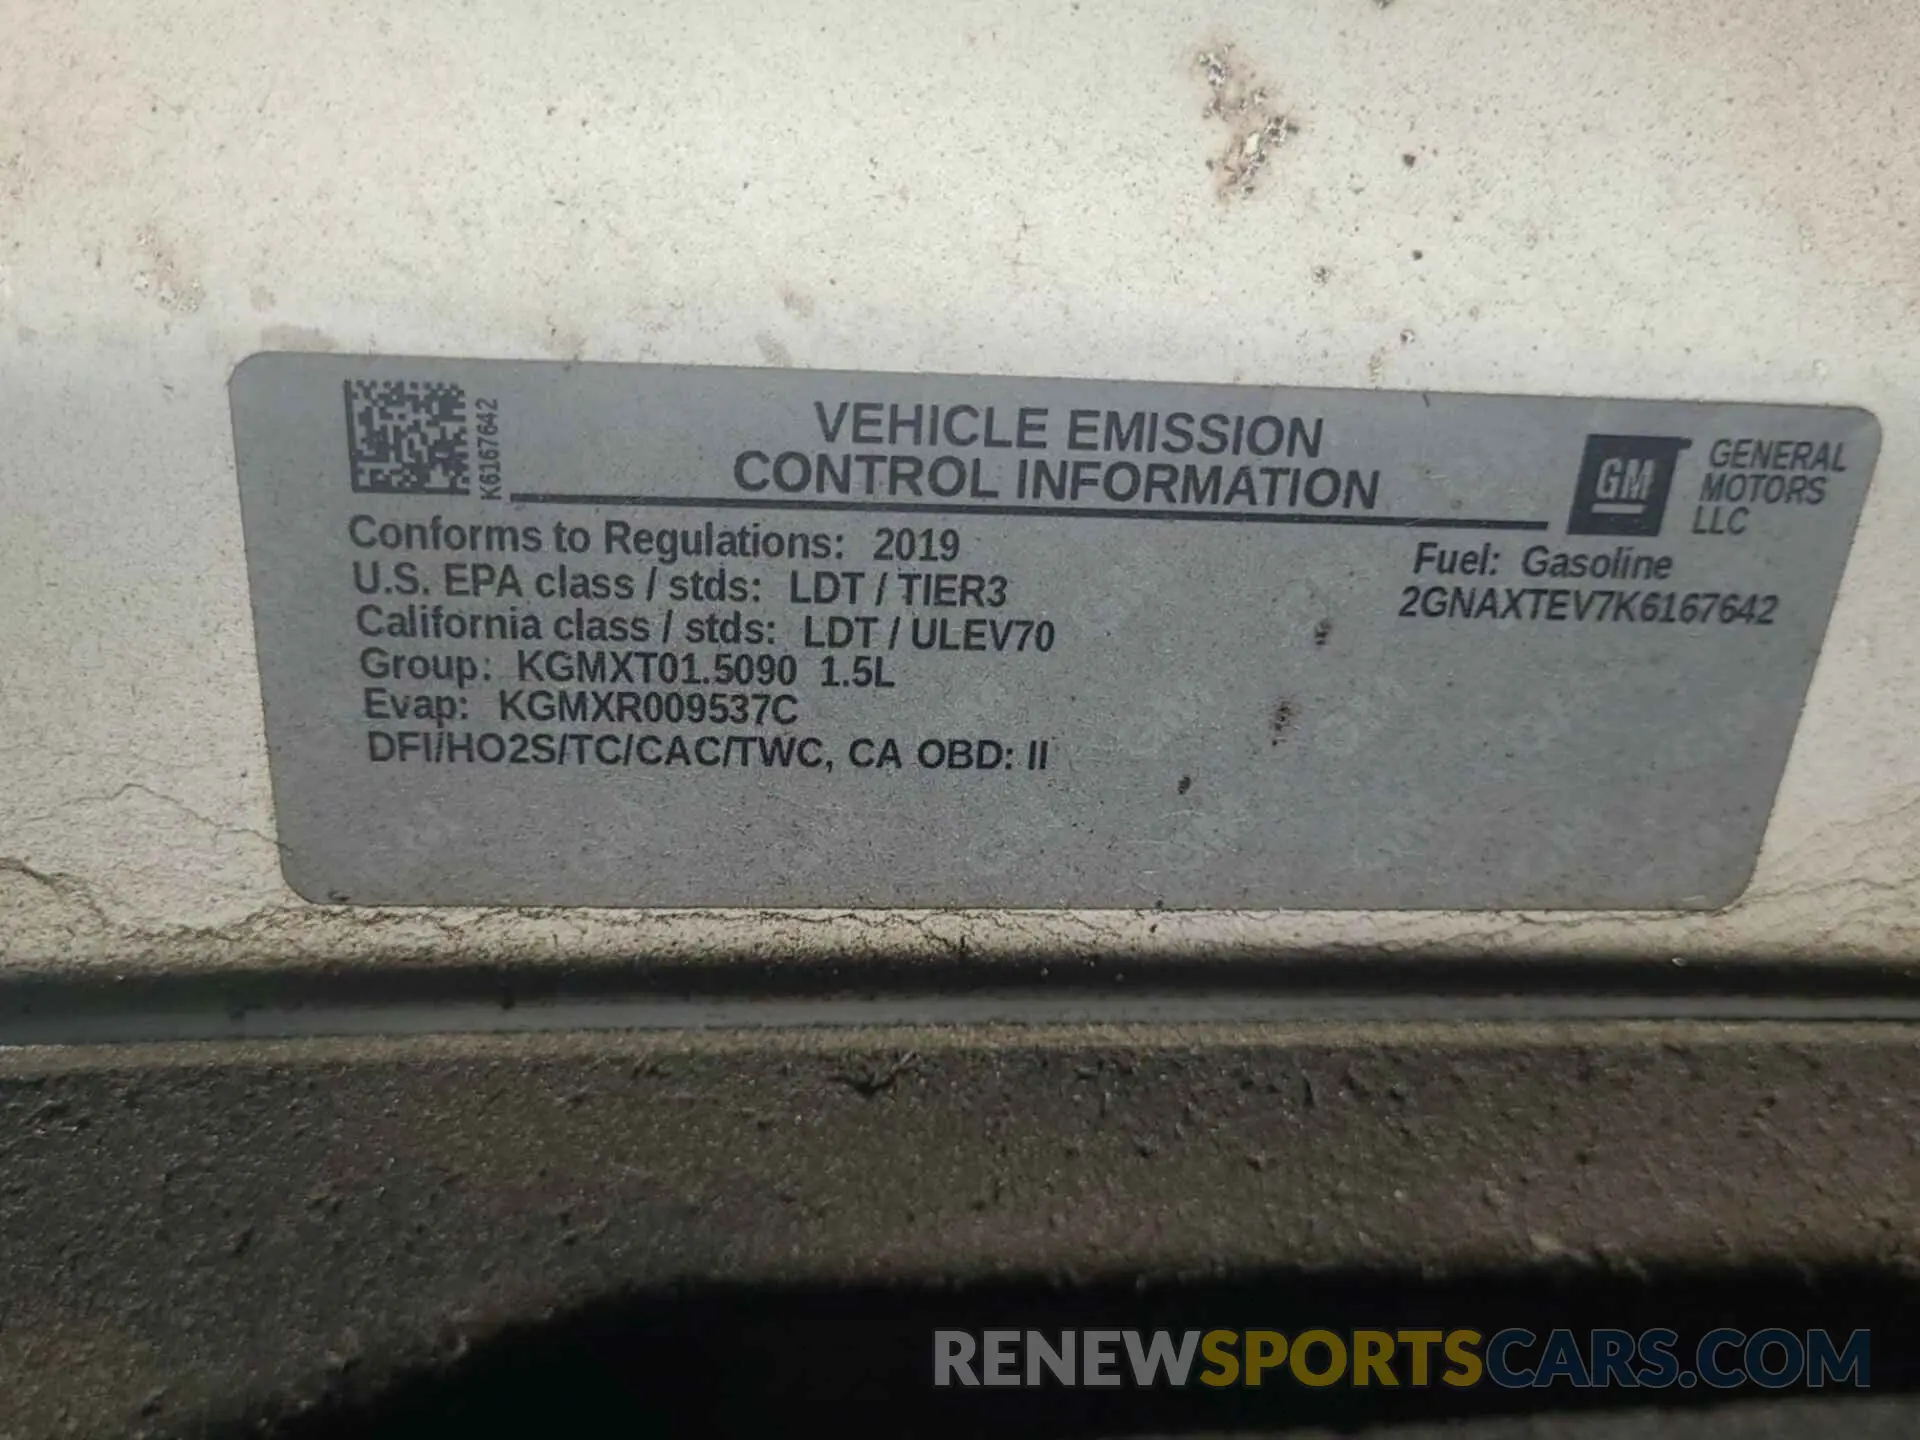 K6167642
VEHICLE EMISSION
CONTROL INFORMATION
GM
GENERAL
MOTORS
LLC
Conforms to Regulations: 2019
U.S. EPA class / stds: LDT / TIER3
California class / stds: LDT / ULEV70
Group: KGMXT01.5090 1.5L
Evap: KGMXR009537C
DFI/HO2S/TC/CAC/TWC, CA OBD: II
Fuel: Gasoline
2GNAXTEV7K6167642
RENEWSPORTSCARS.COM